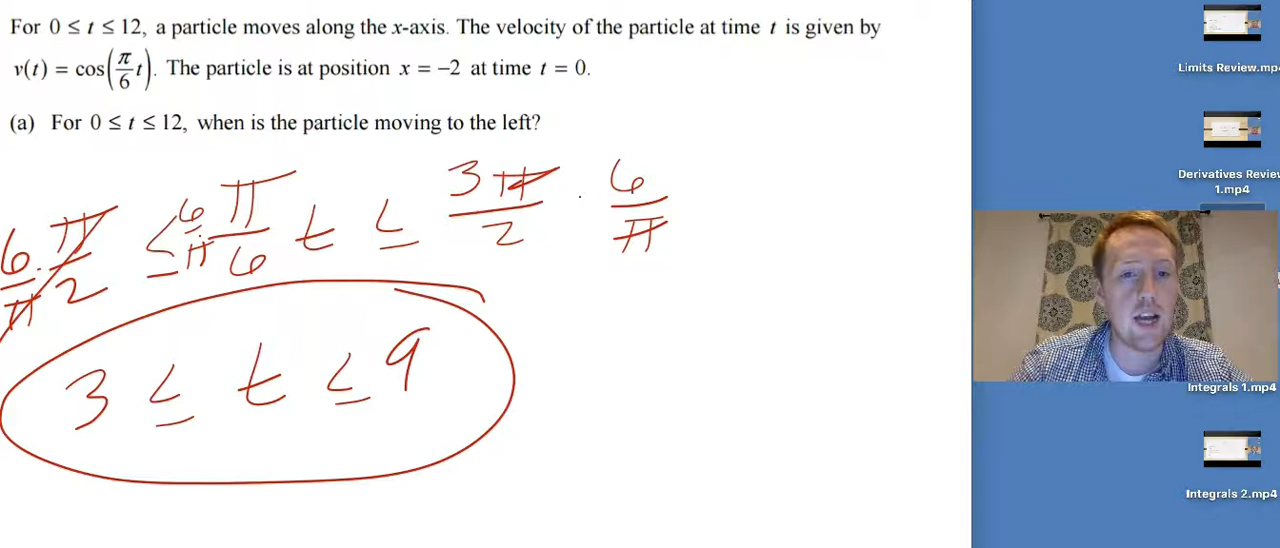 For 0 ≤ t ≤ 12, a particle moves along the x-axis. The velocity of the particle at time t is given by
v(t) = cos(π/6 t). The particle is at position x = −2 at time t = 0.
(a) For 0 ≤ t ≤ 12, when is the particle moving to the left?
6/π · π/2 ≤ 6/π · π/6 t ≤ 3π/2 · 6/π
3 ≤ t ≤ 9
Limits Review.mp4
Derivatives Review
1.mp4
Integrals 1.mp4
Integrals 2.mp4